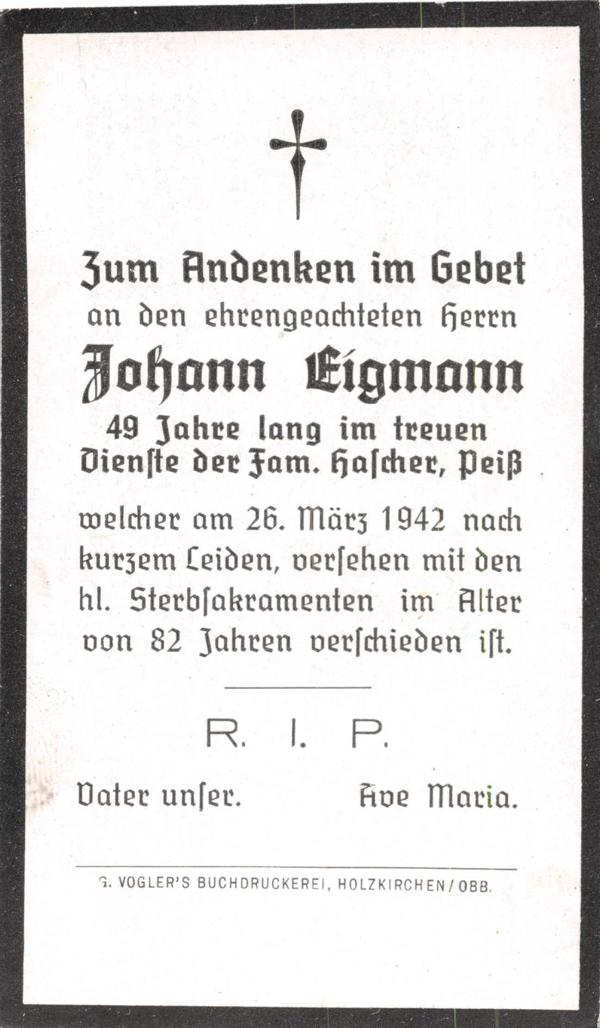 Zum Andenken im Gebet
an den ehrengeachteten Herrn
Johann Eigmann
49 Jahre lang im treuen
Dienste der Fam. Hascher, Peiß
welcher am 26. März 1942 nach
kurzem Leiden, versehen mit den
hl. Sterbsakramenten im Alter
von 82 Jahren verschieden ist.
R. I. P.
Vater unser. Ave Maria.
G. VOGLER'S BUCHDRUCKEREI, HOLZKIRCHEN/OBB.